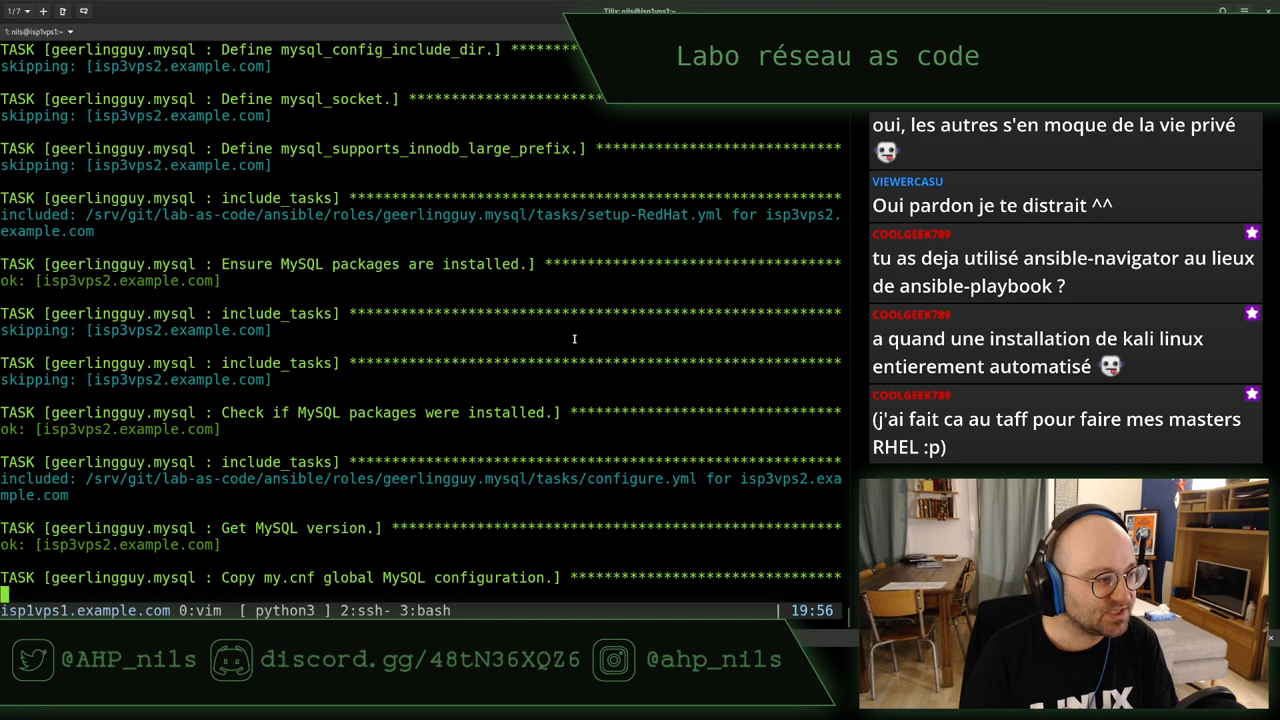 1/7
Tilix: nils@isp1vps1:~
1: nils@isp1vps1:~
TASK [geerlingguy.mysql : Define mysql_config_include_dir.] ********
skipping: [isp3vps2.example.com]
TASK [geerlingguy.mysql : Define mysql_socket.] ***********************
skipping: [isp3vps2.example.com]
TASK [geerlingguy.mysql : Define mysql_supports_innodb_large_prefix.] *****************************
skipping: [isp3vps2.example.com]
TASK [geerlingguy.mysql : include_tasks] **********************************************************
included: /srv/git/lab-as-code/ansible/roles/geerlingguy.mysql/tasks/setup-RedHat.yml for isp3vps2.
example.com
TASK [geerlingguy.mysql : Ensure MySQL packages are installed.] ***********************************
ok: [isp3vps2.example.com]
TASK [geerlingguy.mysql : include_tasks] **********************************************************
skipping: [isp3vps2.example.com]
TASK [geerlingguy.mysql : include_tasks] **********************************************************
skipping: [isp3vps2.example.com]
TASK [geerlingguy.mysql : Check if MySQL packages were installed.] ********************************
ok: [isp3vps2.example.com]
TASK [geerlingguy.mysql : include_tasks] **********************************************************
included: /srv/git/lab-as-code/ansible/roles/geerlingguy.mysql/tasks/configure.yml for isp3vps2.exa
mple.com
TASK [geerlingguy.mysql : Get MySQL version.] *****************************************************
ok: [isp3vps2.example.com]
TASK [geerlingguy.mysql : Copy my.cnf global MySQL configuration.] ********************************
isp1vps1.example.com 0:vim [ python3 ] 2:ssh- 3:bash | 19:56
Labo réseau as code
oui, les autres s'en moque de la vie privé
VIEWERCASU
Oui pardon je te distrait ^^
COOLGEEK789
tu as deja utilisé ansible-navigator au lieux
de ansible-playbook ?
COOLGEEK789
a quand une installation de kali linux
entierement automatisé
COOLGEEK789
(j'ai fait ca au taff pour faire mes masters
RHEL :p)
@AHP_nils
discord.gg/48tN36XQZ6
@ahp_nils
LINUX